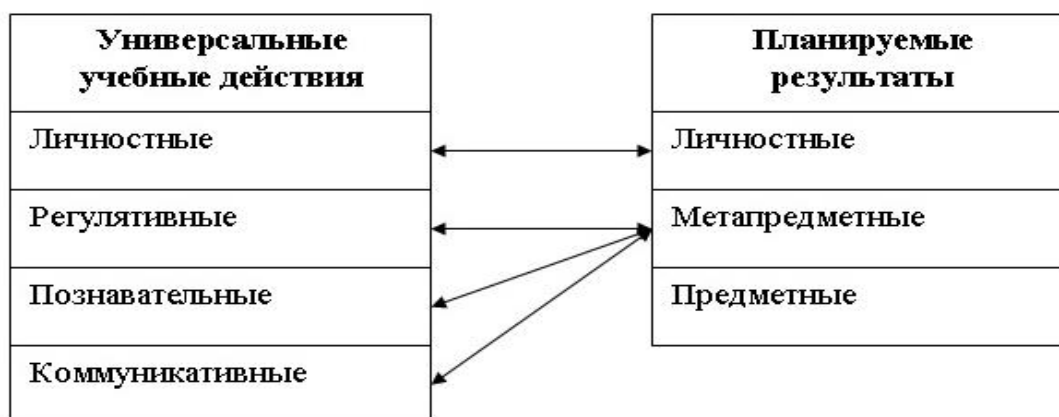 Универсальные
учебные действия
Личностные
Регулятивные
Познавательные
Коммуникативные
Планируемые
результаты
Личностные
Метапредметные
Предметные